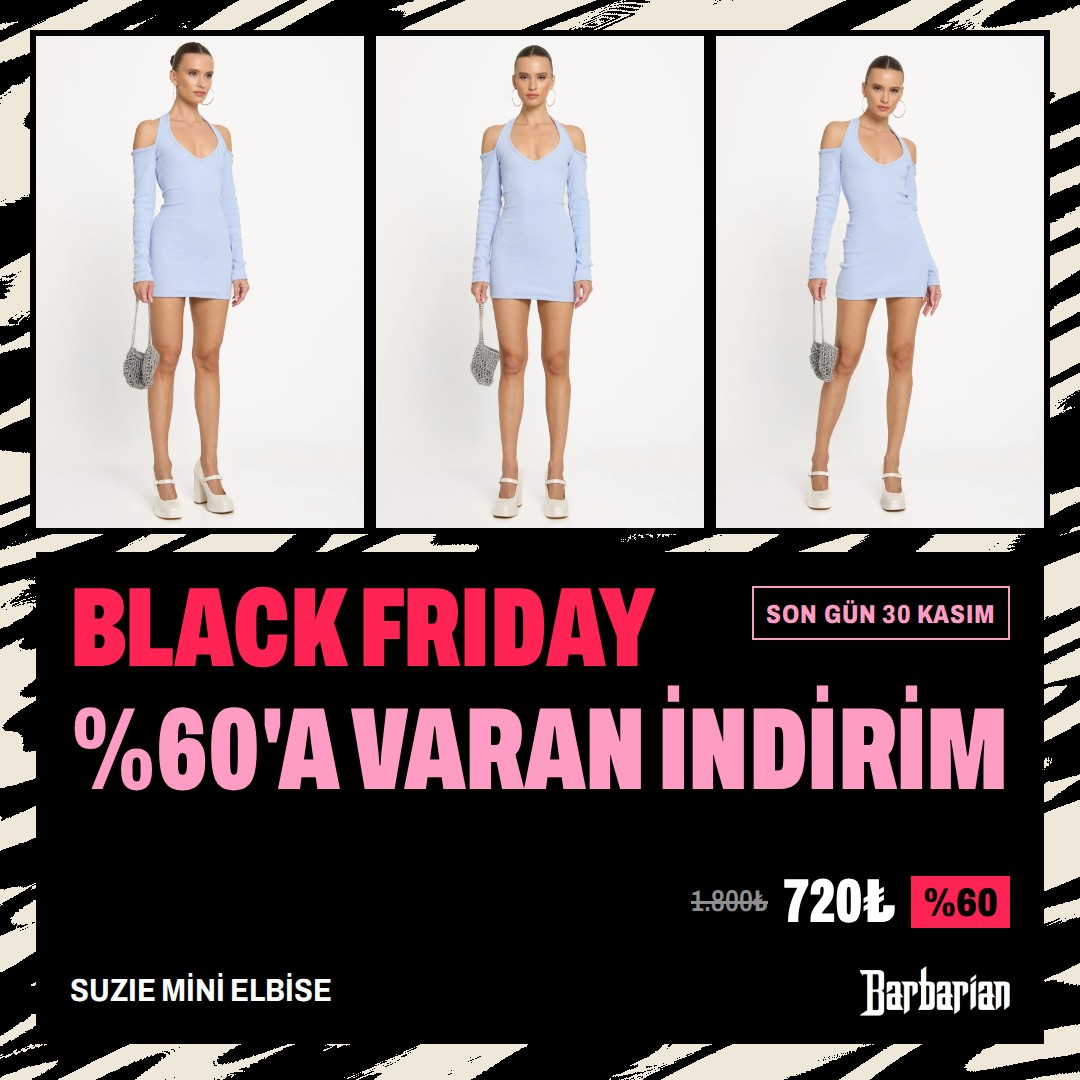 BLACK FRIDAY
SON GÜN 30 KASIM
%60'A VARAN İNDİRİM
1.800₺ 720₺ %60
SUZIE MİNİ ELBİSE
Barbarian